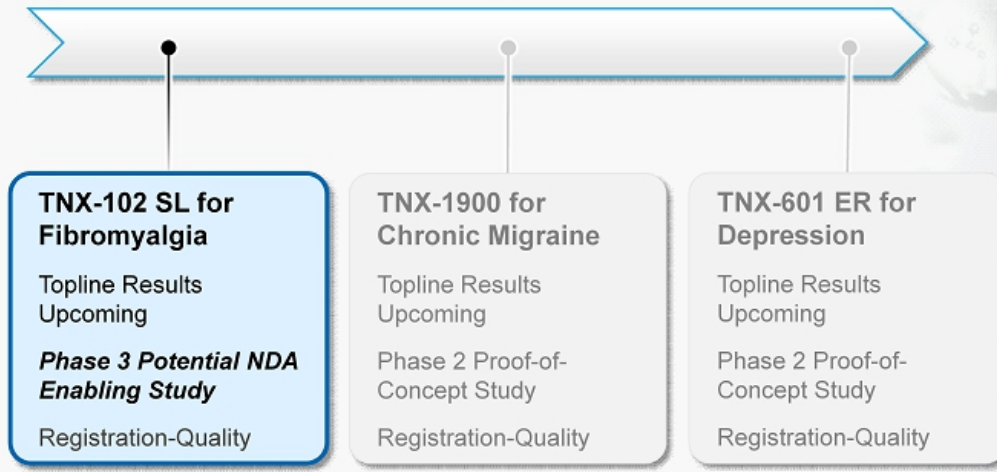 TNX-102 SL for
Fibromyalgia
Topline Results
Upcoming
Phase 3 Potential NDA
Enabling Study
Registration-Quality
TNX-1900 for
Chronic Migraine
Topline Results
Upcoming
Phase 2 Proof-of-
Concept Study
Registration-Quality
TNX-601 ER for
Depression
Topline Results
Upcoming
Phase 2 Proof-of-
Concept Study
Registration-Quality